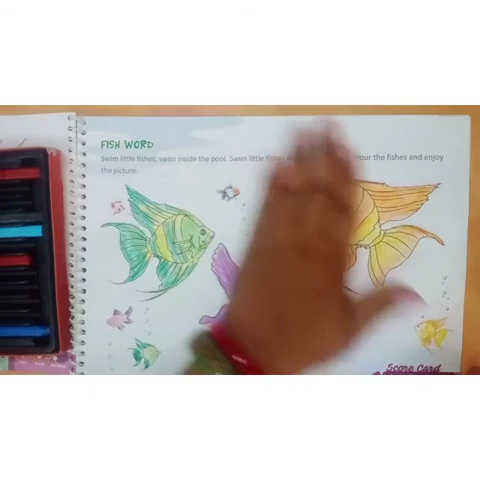 FISH WORD
Swim little fishes, swim inside the pool. Swim little fishes our the fishes and enjoy
the picture.
Score Card